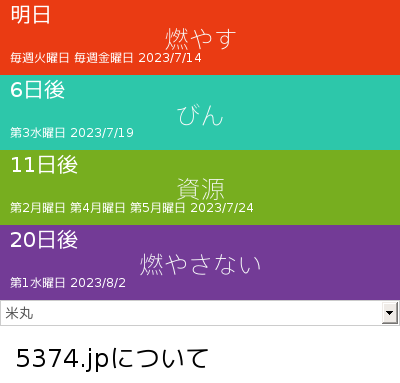 明日
燃やす
毎週火曜日 毎週金曜日 2023/7/14
6日後
びん
第3水曜日 2023/7/19
11日後
資源
第2月曜日 第4月曜日 第5月曜日 2023/7/24
20日後
燃やさない
第1水曜日 2023/8/2
米丸
5374.jpについて